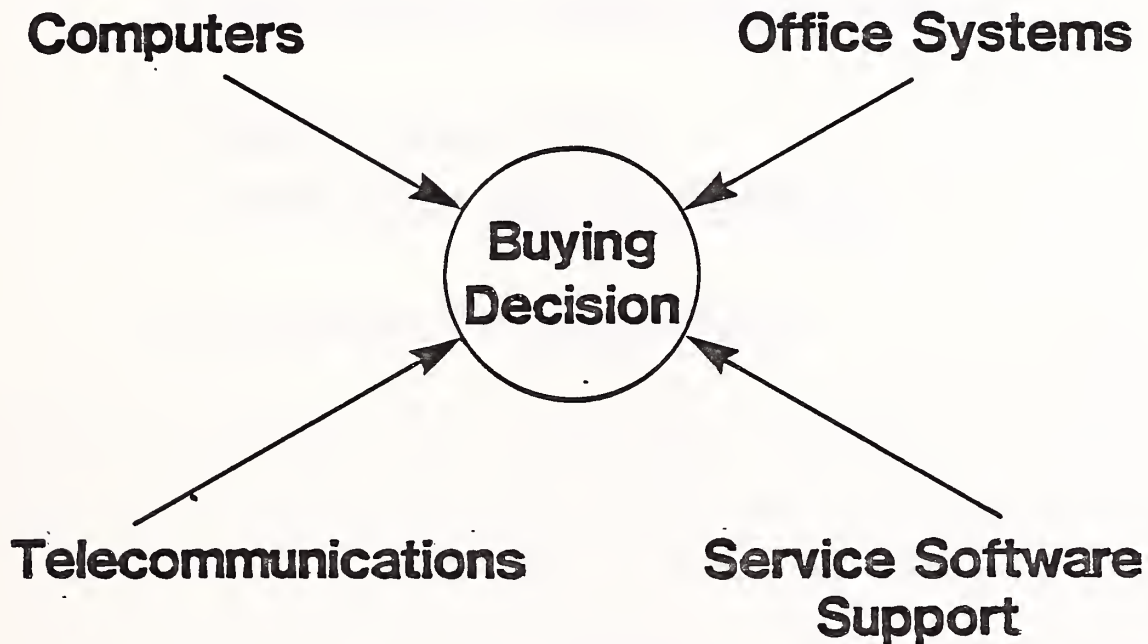 Computers
Office Systems
Buying
Decision
Telecommunications
Service Software
Support